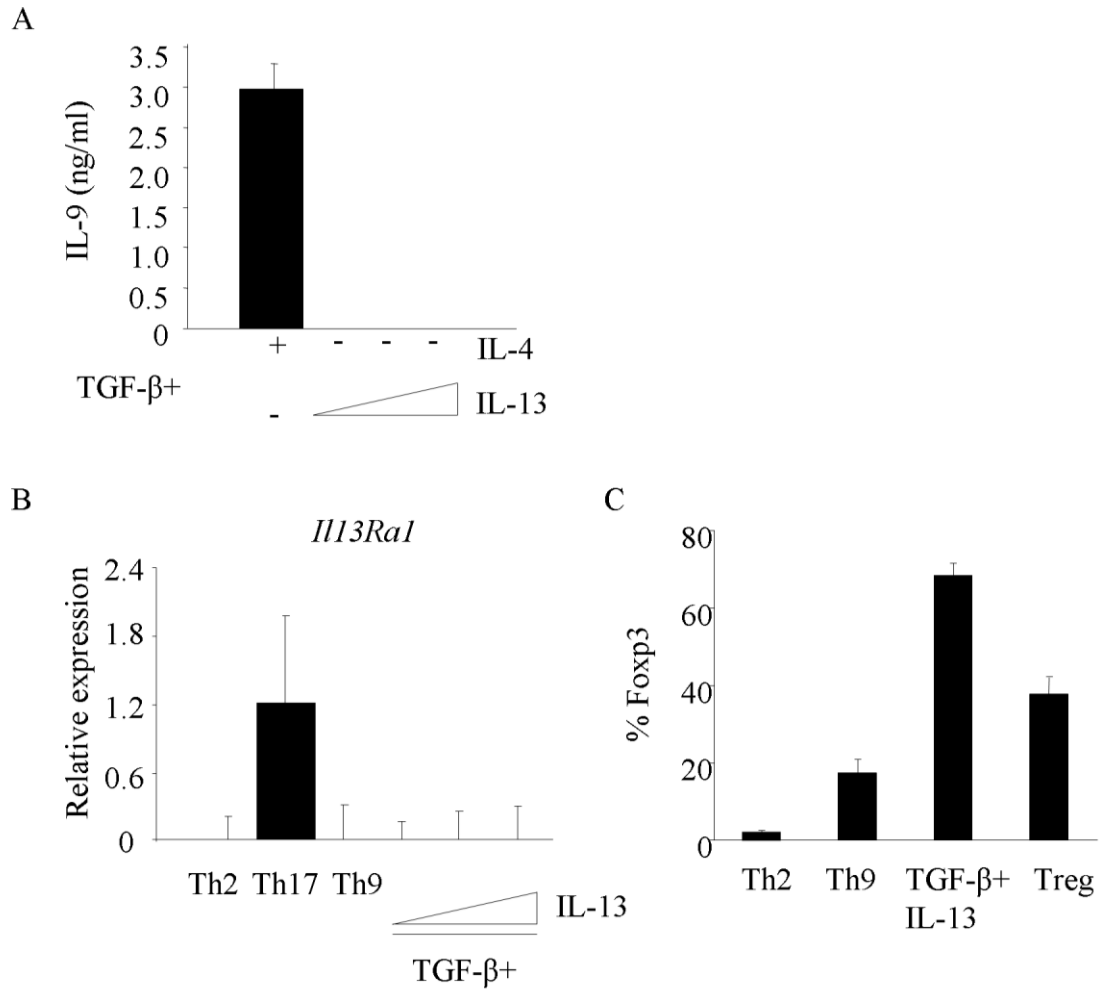 A
3.5
3.0
2.5
2.0
1.5
1.0
0.5
0
IL-9 (ng/ml)
+ - - - IL-4
TGF-β+
- IL-13
B
Il13Ra1
2.4
1.8
1.2
0.6
0
Relative expression
Th2 Th17 Th9
IL-13
TGF-β+
C
80
60
40
20
0
% Foxp3
Th2 Th9 TGF-β+ Treg
IL-13